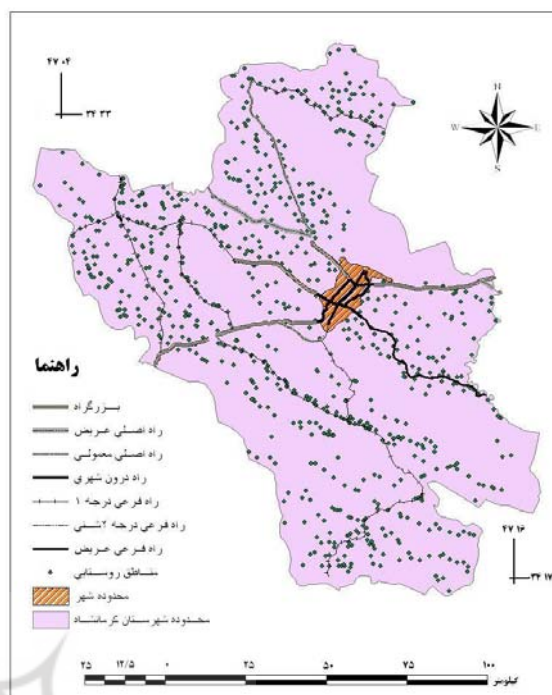 ۴۷ ۰۴
۳۴ ۳۳
N
W E
S
راهنما
بزرگراه
راه اصلی عریض
راه اصلی معمولی
راه درون شهری
راه فرعی درجه ۱
راه فرعی درجه ۲ شنی
راه فرعی عریض
مناطق روستایی
محدوده شهر
محدوده شهرستان کرمانشاه
۴۷ ۱۶
۳۴ ۱۷
۲۵ ۱۲/۵ ۰ ۲۵ ۵۰ ۷۵ ۱۰۰
کیلومتر